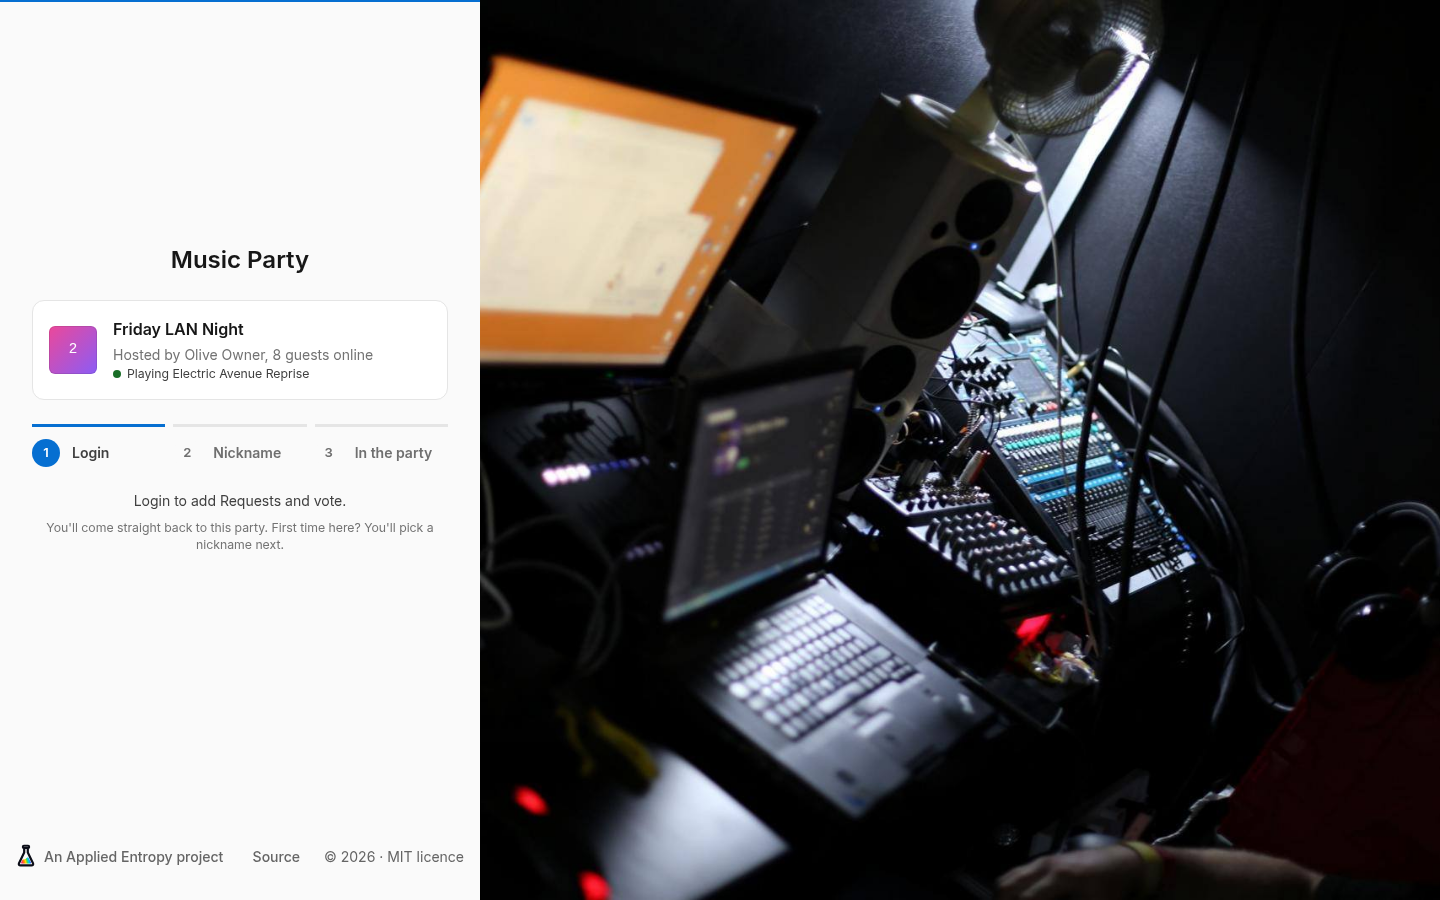 Music Party
2
Friday LAN Night
Hosted by Olive Owner, 8 guests online
Playing Electric Avenue Reprise
1 Login
2 Nickname
3 In the party
Login to add Requests and vote.
You'll come straight back to this party. First time here? You'll pick a
nickname next.
An Applied Entropy project
Source
© 2026 · MIT licence